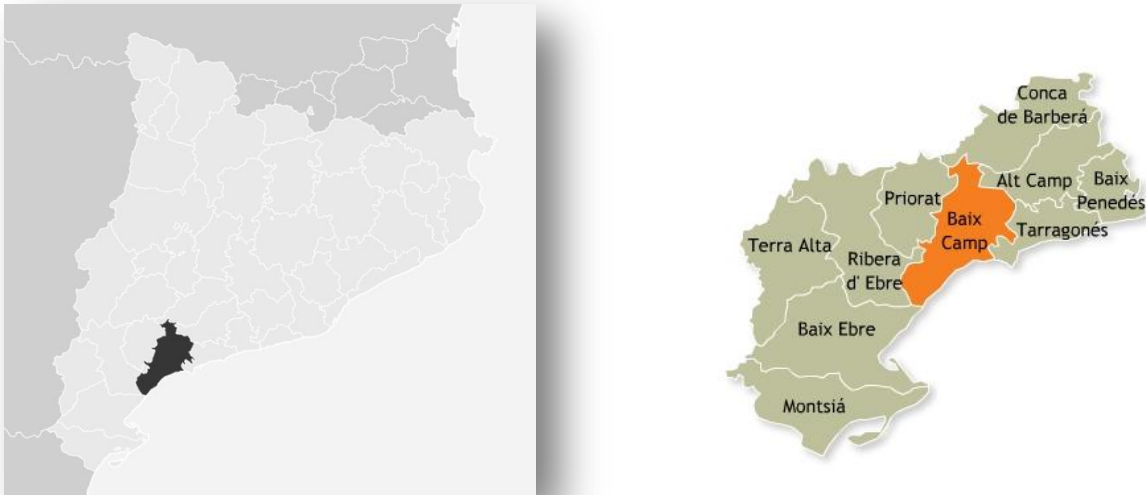 Conca
de Barberá
Alt Camp
Baix
Penedés
Priorat
Baix
Camp
Tarragonés
Terra Alta
Ribera
d' Ebre
Baix Ebre
Montsiá